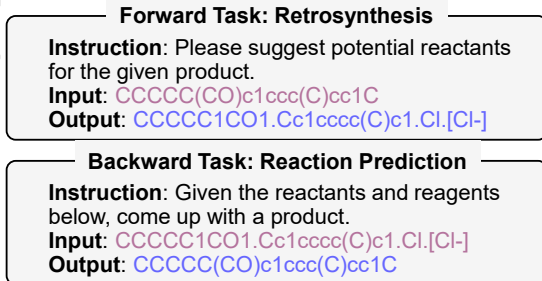 Forward Task: Retrosynthesis
Instruction: Please suggest potential reactants
for the given product.
Input: CCCCC(CO)c1ccc(C)cc1C
Output: CCCCC1CO1.Cc1cccc(C)c1.Cl.[Cl-]
Backward Task: Reaction Prediction
Instruction: Given the reactants and reagents
below, come up with a product.
Input: CCCCC1CO1.Cc1cccc(C)c1.Cl.[Cl-]
Output: CCCCC(CO)c1ccc(C)cc1C